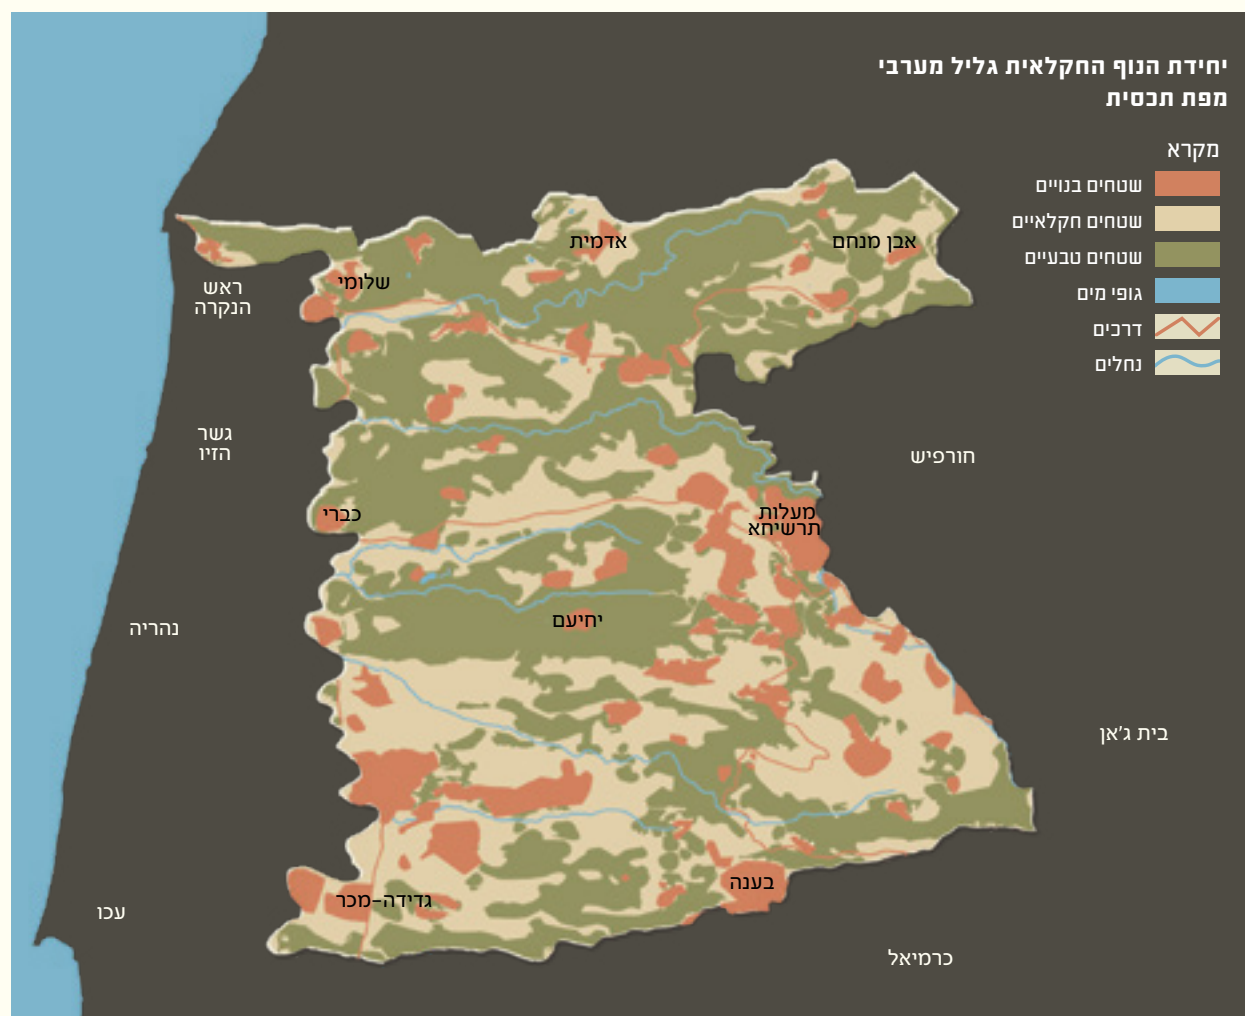 יחידת הנוף החקלאית גליל מערבי
מפת תכסית
מקרא
שטחים בנויים
שטחים חקלאיים
שטחים טבעיים
גופי מים
דרכים
נחלים
אדמית
אבן מנחם
שלומי
ראש
הנקרה
גשר
הזיו
חורפיש
כברי
מעלות
תרשיחא
יחיעם
נהריה
בית ג'אן
בענה
גדידה-מכר
עכו
כרמיאל